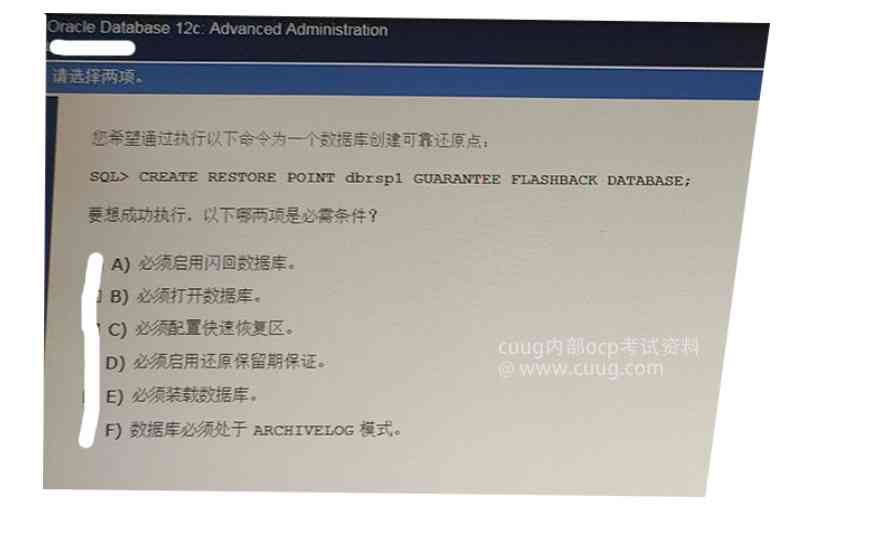 Oracle Database 12c: Advanced Administration
请选择两项。
您希望通过执行以下命令为一个数据库创建可靠还原点：
SQL> CREATE RESTORE POINT dbrsp1 GUARANTEE FLASHBACK DATABASE;
要想成功执行，以下哪两项是必需条件？
A) 必须启用闪回数据库。
B) 必须打开数据库。
C) 必须配置快速恢复区。
D) 必须启用还原保留期保证。
E) 必须装载数据库。
F) 数据库必须处于 ARCHIVELOG 模式。
cuug内部ocp考试资料
@ www.cuug.com